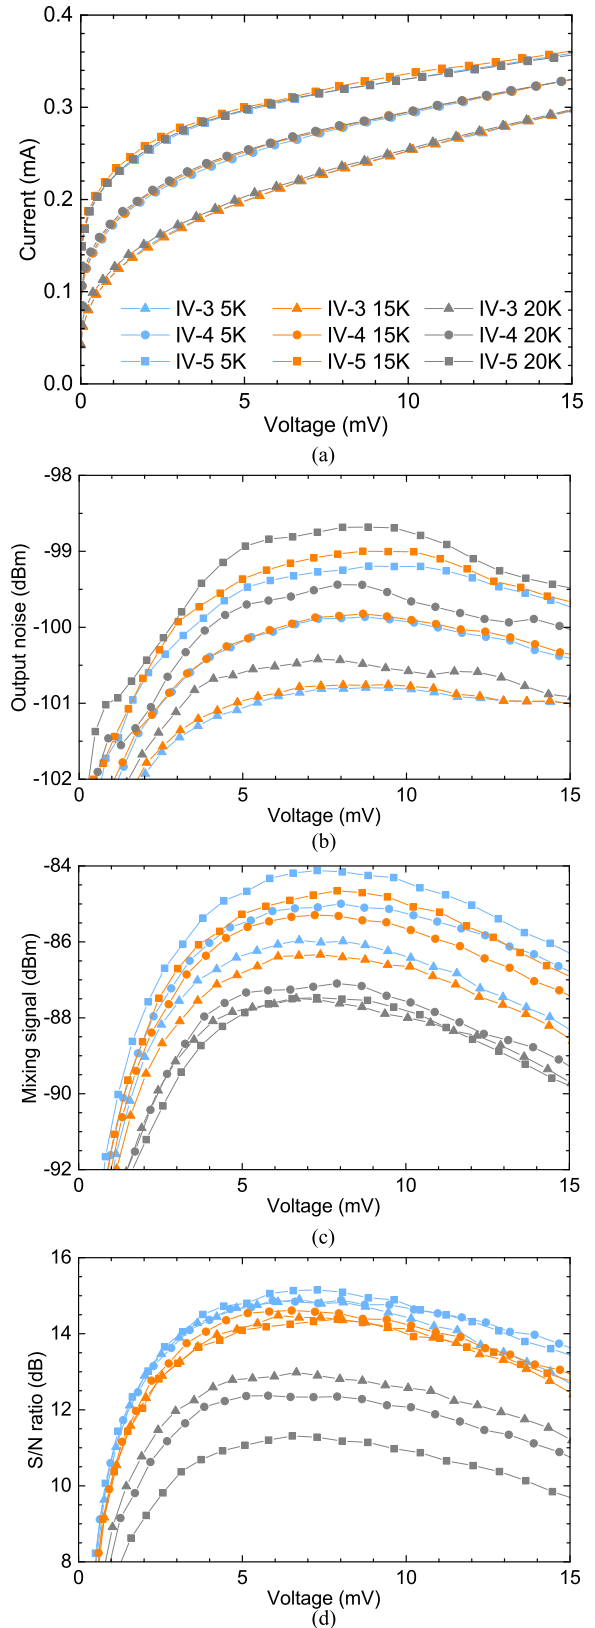 0.4
0.3
0.2
0.1
0.0
Current (mA)
IV-3 5K IV-3 15K IV-3 20K
IV-4 5K IV-4 15K IV-4 20K
IV-5 5K IV-5 15K IV-5 20K
0 5 10 15
Voltage (mV)
(a)
-98
-99
-100
-101
-102
Output noise (dBm)
0 5 10 15
Voltage (mV)
(b)
-84
-86
-88
-90
-92
Mixing signal (dBm)
0 5 10 15
Voltage (mV)
(c)
16
14
12
10
8
S/N ratio (dB)
0 5 10 15
Voltage (mV)
(d)